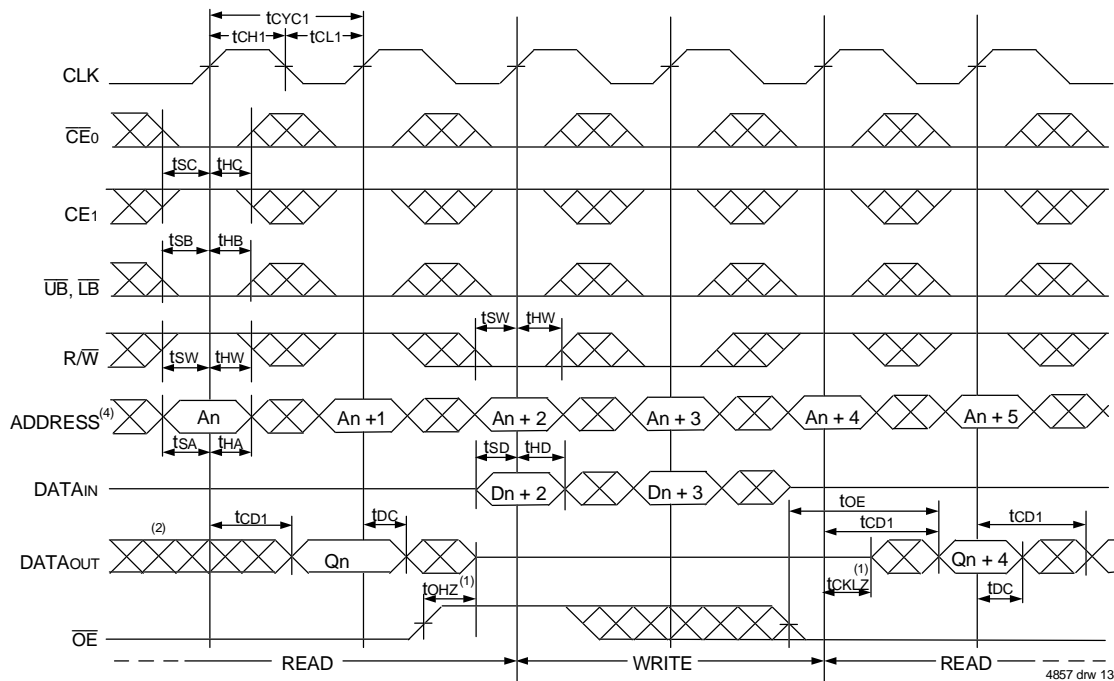 tCYC1
tCH1 tCL1
CLK
CE0
tSC tHC
CE1
tSB tHB
UB, LB
tSW tHW
R/W
tSW tHW
ADDRESS(4) An An +1 An + 2 An + 3 An + 4 An + 5
tSA tHA
tSD tHD
DATAIN Dn + 2 Dn + 3
tOE
(2) tCD1 tDC tCD1 tCD1
DATAOUT Qn Qn + 4
tOHZ(1) tCKLZ(1) tDC
OE
READ WRITE READ
4857 drw 13